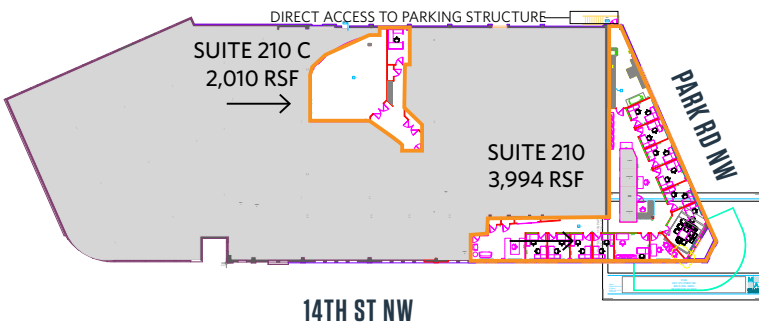 DIRECT ACCESS TO PARKING STRUCTURE
SUITE 210 C
2,010 RSF
PARK RD NW
SUITE 210
3,994 RSF
14TH ST NW